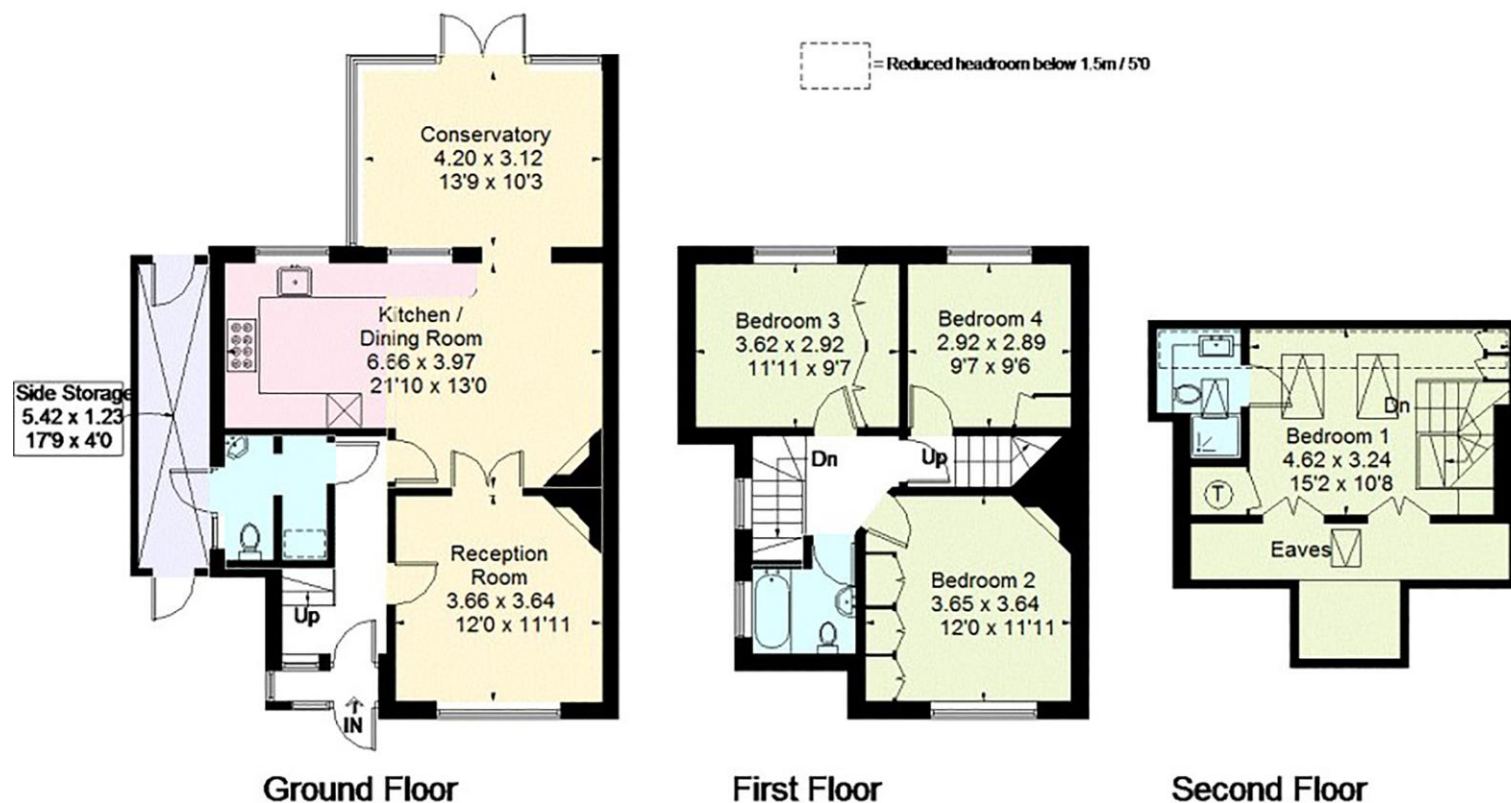 = Reduced headroom below 1.5m / 5'0
Conservatory
4.20 x 3.12
13'9 x 10'3
Kitchen /
Dining Room
6.66 x 3.97
21'10 x 13'0
Side Storage
5.42 x 1.23
17'9 x 4'0
Reception
Room
3.66 x 3.64
12'0 x 11'11
Up
IN
Ground Floor
Bedroom 3
3.62 x 2.92
11'11 x 9'7
Bedroom 4
2.92 x 2.89
9'7 x 9'6
Dn
Up
Bedroom 2
3.65 x 3.64
12'0 x 11'11
First Floor
Dn
Bedroom 1
4.62 x 3.24
15'2 x 10'8
T
Eaves
Second Floor